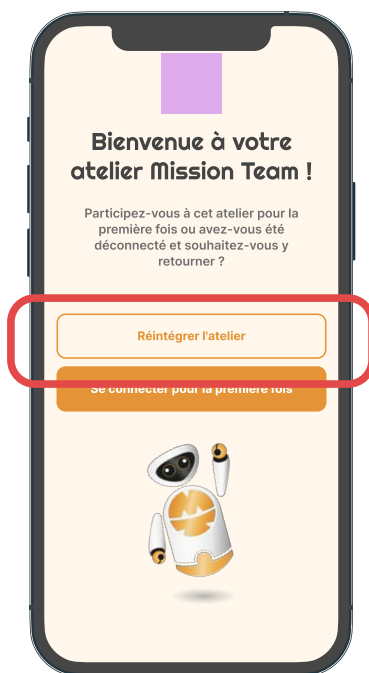 Bienvenue à votre
atelier Mission Team !
Participez-vous à cet atelier pour la
première fois ou avez-vous été
déconnecté et souhaitez-vous y
retourner ?
Réintégrer l'atelier
Se connecter pour la première fois